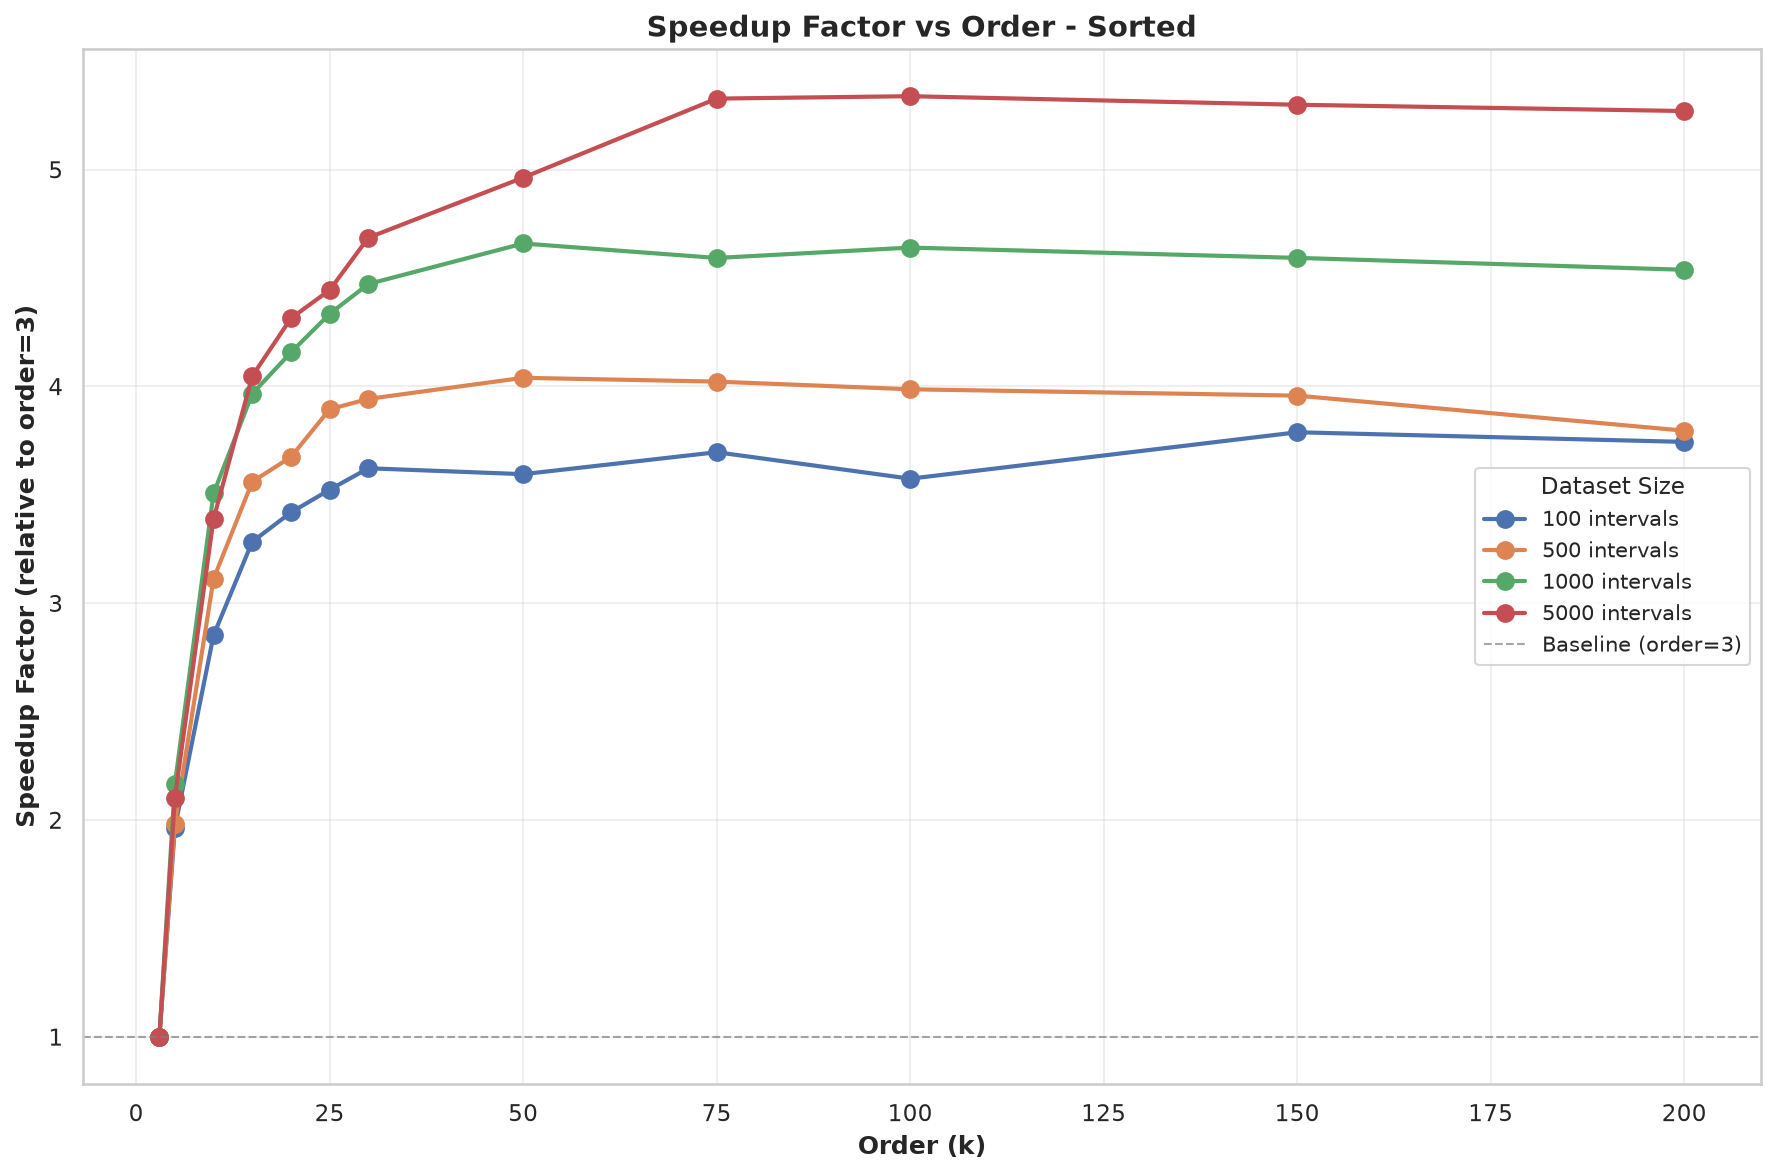 Speedup Factor vs Order - Sorted
Speedup Factor (relative to order=3)
5
4
3
2
1
Dataset Size
100 intervals
500 intervals
1000 intervals
5000 intervals
Baseline (order=3)
0 25 50 75 100 125 150 175 200
Order (k)